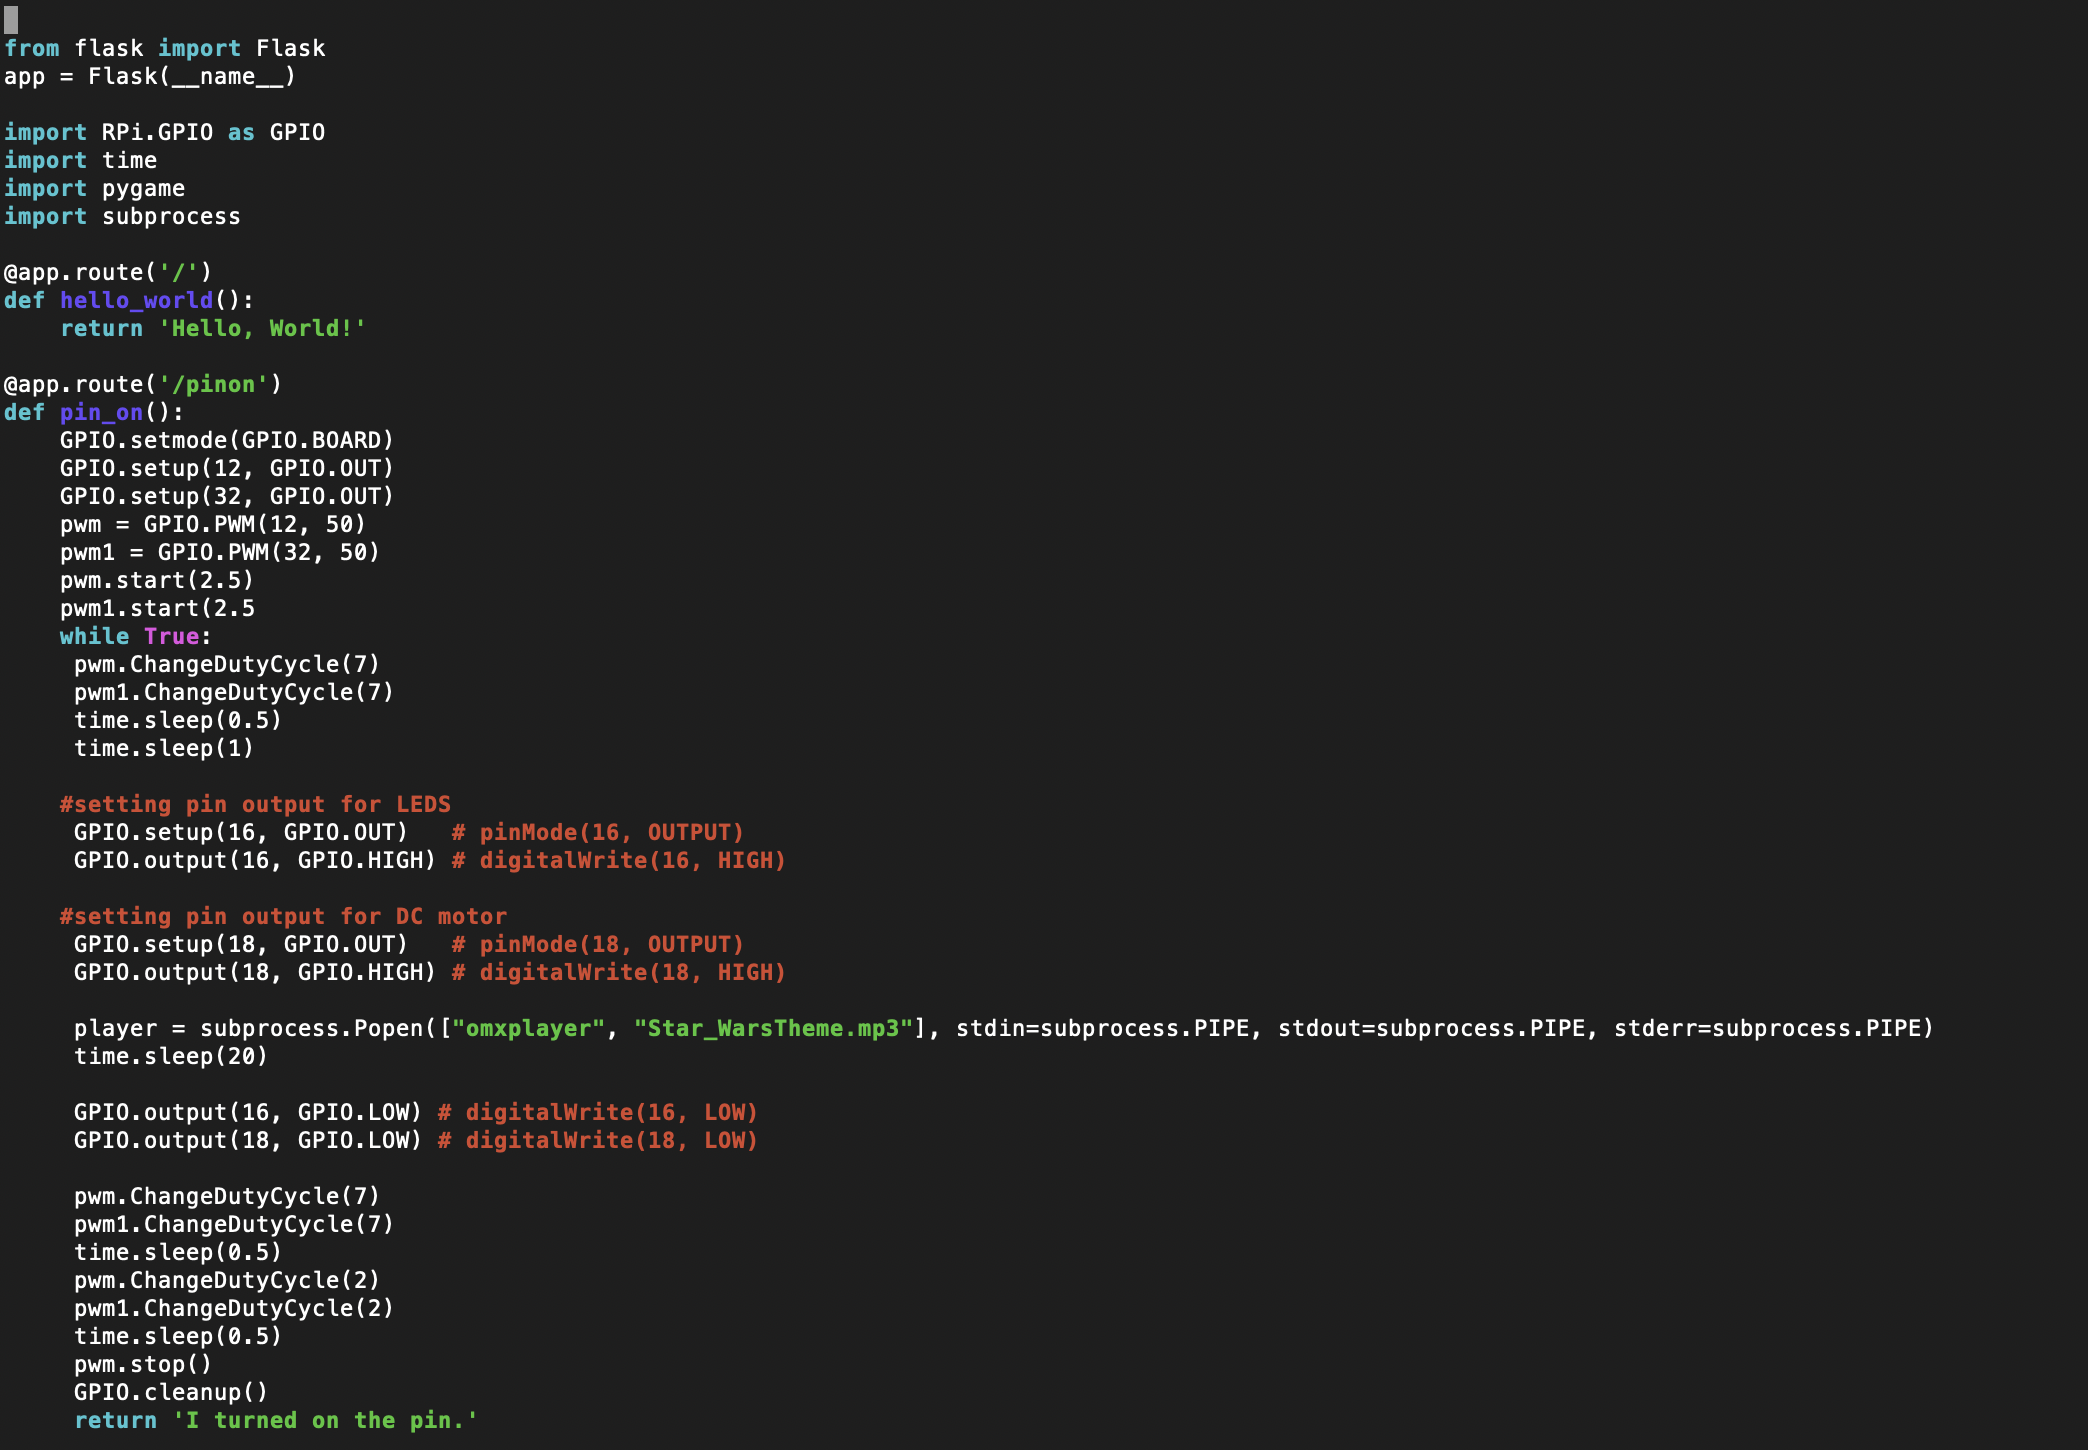 from flask import Flask
app = Flask(__name__)

import RPi.GPIO as GPIO
import time
import pygame
import subprocess

@app.route('/')
def hello_world():
    return 'Hello, World!'

@app.route('/pinon')
def pin_on():
    GPIO.setmode(GPIO.BOARD)
    GPIO.setup(12, GPIO.OUT)
    GPIO.setup(32, GPIO.OUT)
    pwm = GPIO.PWM(12, 50)
    pwm1 = GPIO.PWM(32, 50)
    pwm.start(2.5)
    pwm1.start(2.5
    while True:
     pwm.ChangeDutyCycle(7)
     pwm1.ChangeDutyCycle(7)
     time.sleep(0.5)
     time.sleep(1)

    #setting pin output for LEDS
     GPIO.setup(16, GPIO.OUT)   # pinMode(16, OUTPUT)
     GPIO.output(16, GPIO.HIGH) # digitalWrite(16, HIGH)

    #setting pin output for DC motor
     GPIO.setup(18, GPIO.OUT)   # pinMode(18, OUTPUT)
     GPIO.output(18, GPIO.HIGH) # digitalWrite(18, HIGH)

     player = subprocess.Popen(["omxplayer", "Star_WarsTheme.mp3"], stdin=subprocess.PIPE, stdout=subprocess.PIPE, stderr=subprocess.PIPE)
     time.sleep(20)

     GPIO.output(16, GPIO.LOW) # digitalWrite(16, LOW)
     GPIO.output(18, GPIO.LOW) # digitalWrite(18, LOW)

     pwm.ChangeDutyCycle(7)
     pwm1.ChangeDutyCycle(7)
     time.sleep(0.5)
     pwm.ChangeDutyCycle(2)
     pwm1.ChangeDutyCycle(2)
     time.sleep(0.5)
     pwm.stop()
     GPIO.cleanup()
     return 'I turned on the pin.'